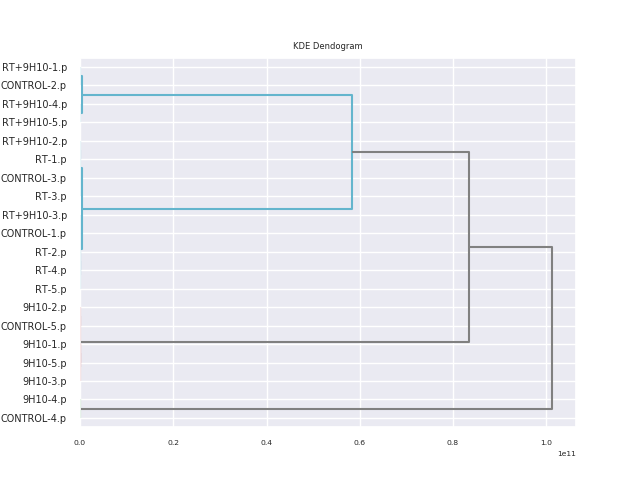 KDE Dendogram
RT+9H10-1.p
CONTROL-2.p
RT+9H10-4.p
RT+9H10-5.p
RT+9H10-2.p
RT-1.p
CONTROL-3.p
RT-3.p
RT+9H10-3.p
CONTROL-1.p
RT-2.p
RT-4.p
RT-5.p
9H10-2.p
CONTROL-5.p
9H10-1.p
9H10-5.p
9H10-3.p
9H10-4.p
CONTROL-4.p
0.0 0.2 0.4 0.6 0.8 1.0
1e11